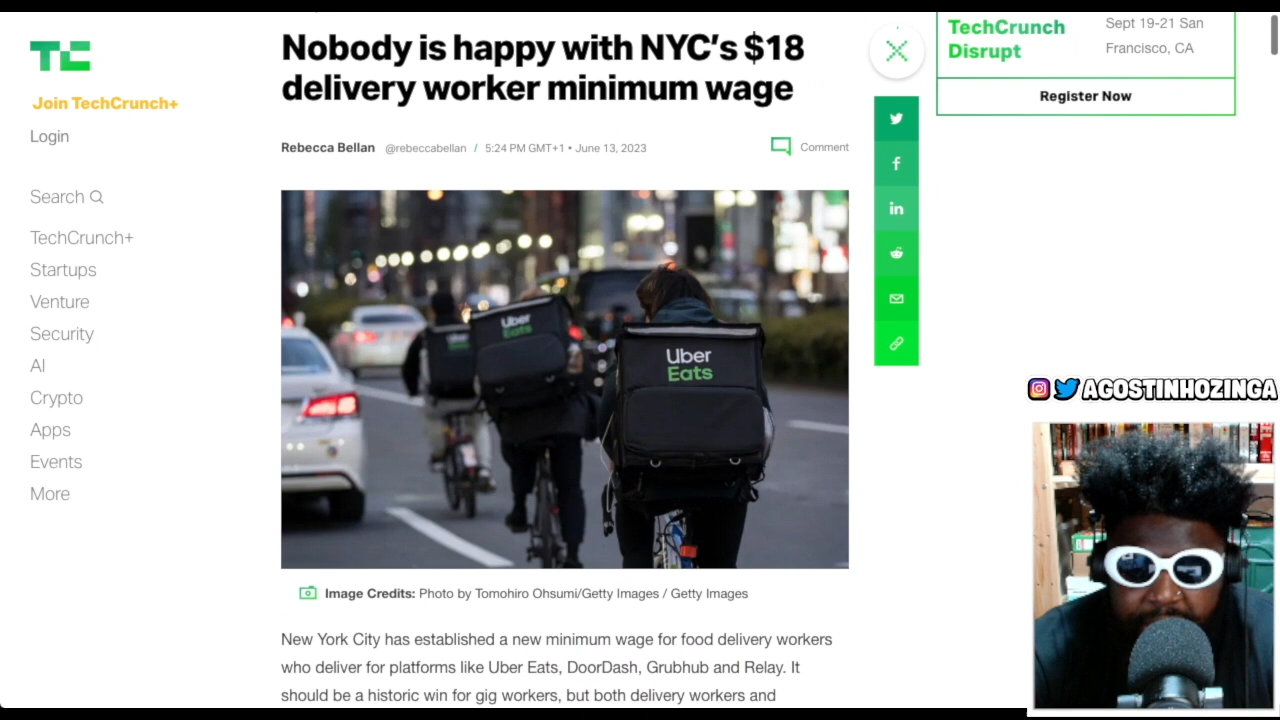 TC
Join TechCrunch+
Login
Search
TechCrunch+
Startups
Venture
Security
AI
Crypto
Apps
Events
More
Nobody is happy with NYC's $18
delivery worker minimum wage
Rebecca Bellan @rebeccabellan / 5:24 PM GMT+1 • June 13, 2023
Comment
Uber
Eats
Uber
Eats
Image Credits: Photo by Tomohiro Ohsumi/Getty Images / Getty Images
New York City has established a new minimum wage for food delivery workers
who deliver for platforms like Uber Eats, DoorDash, Grubhub and Relay. It
should be a historic win for gig workers, but both delivery workers and
f
in
TechCrunch
Disrupt
Sept 19-21 San
Francisco, CA
Register Now
AGOSTINHOZINGA